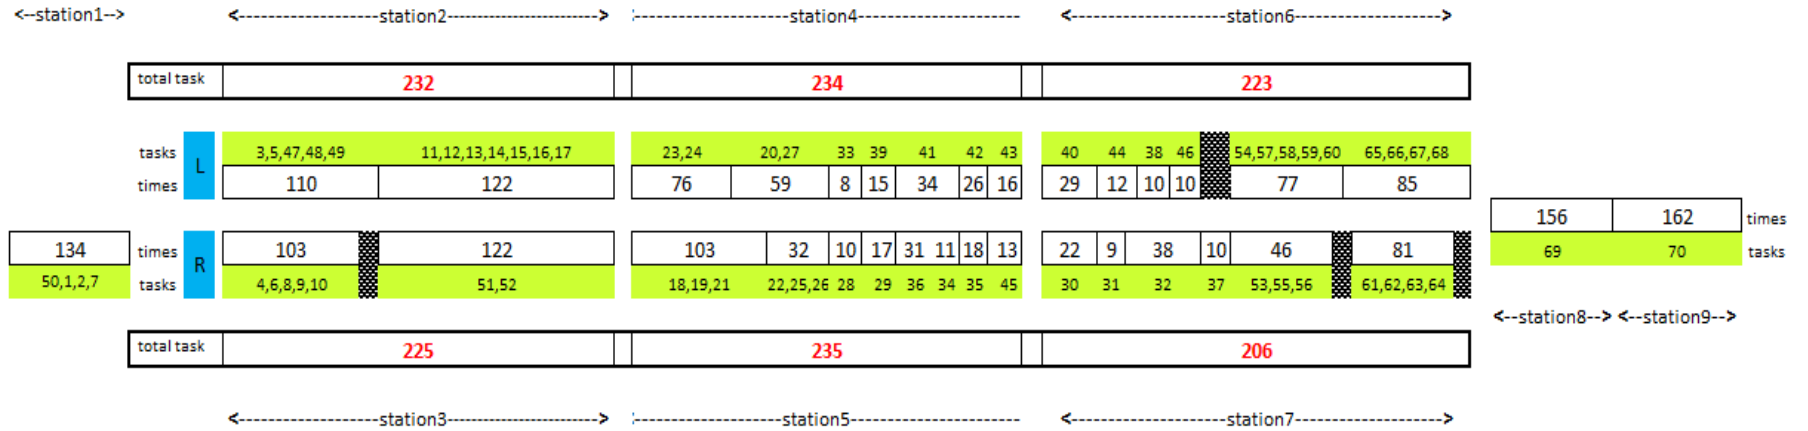 <--station1--> <--------------------station2---------------------> :----------------------station4----------------------- <----------------------station6--------------------->
total task 232 234 223
tasks L 3,5,47,48,49 11,12,13,14,15,16,17 23,24 20,27 33 39 41 42 43 40 44 38 46 54,57,58,59,60 65,66,67,68
times 110 122 76 59 8 15 34 26 16 29 12 10 10 77 85
156 162 times
134 times R 103 122 103 32 10 17 31 11 18 13 22 9 38 10 46 81 69 70 tasks
50,1,2,7 tasks 4,6,8,9,10 51,52 18,19,21 22,25,26 28 29 36 34 35 45 30 31 32 37 53,55,56 61,62,63,64
<--station8--> <--station9-->
total task 225 235 206
<--------------------station3---------------------> :---------------------station5------------------------ <----------------------station7--------------------->